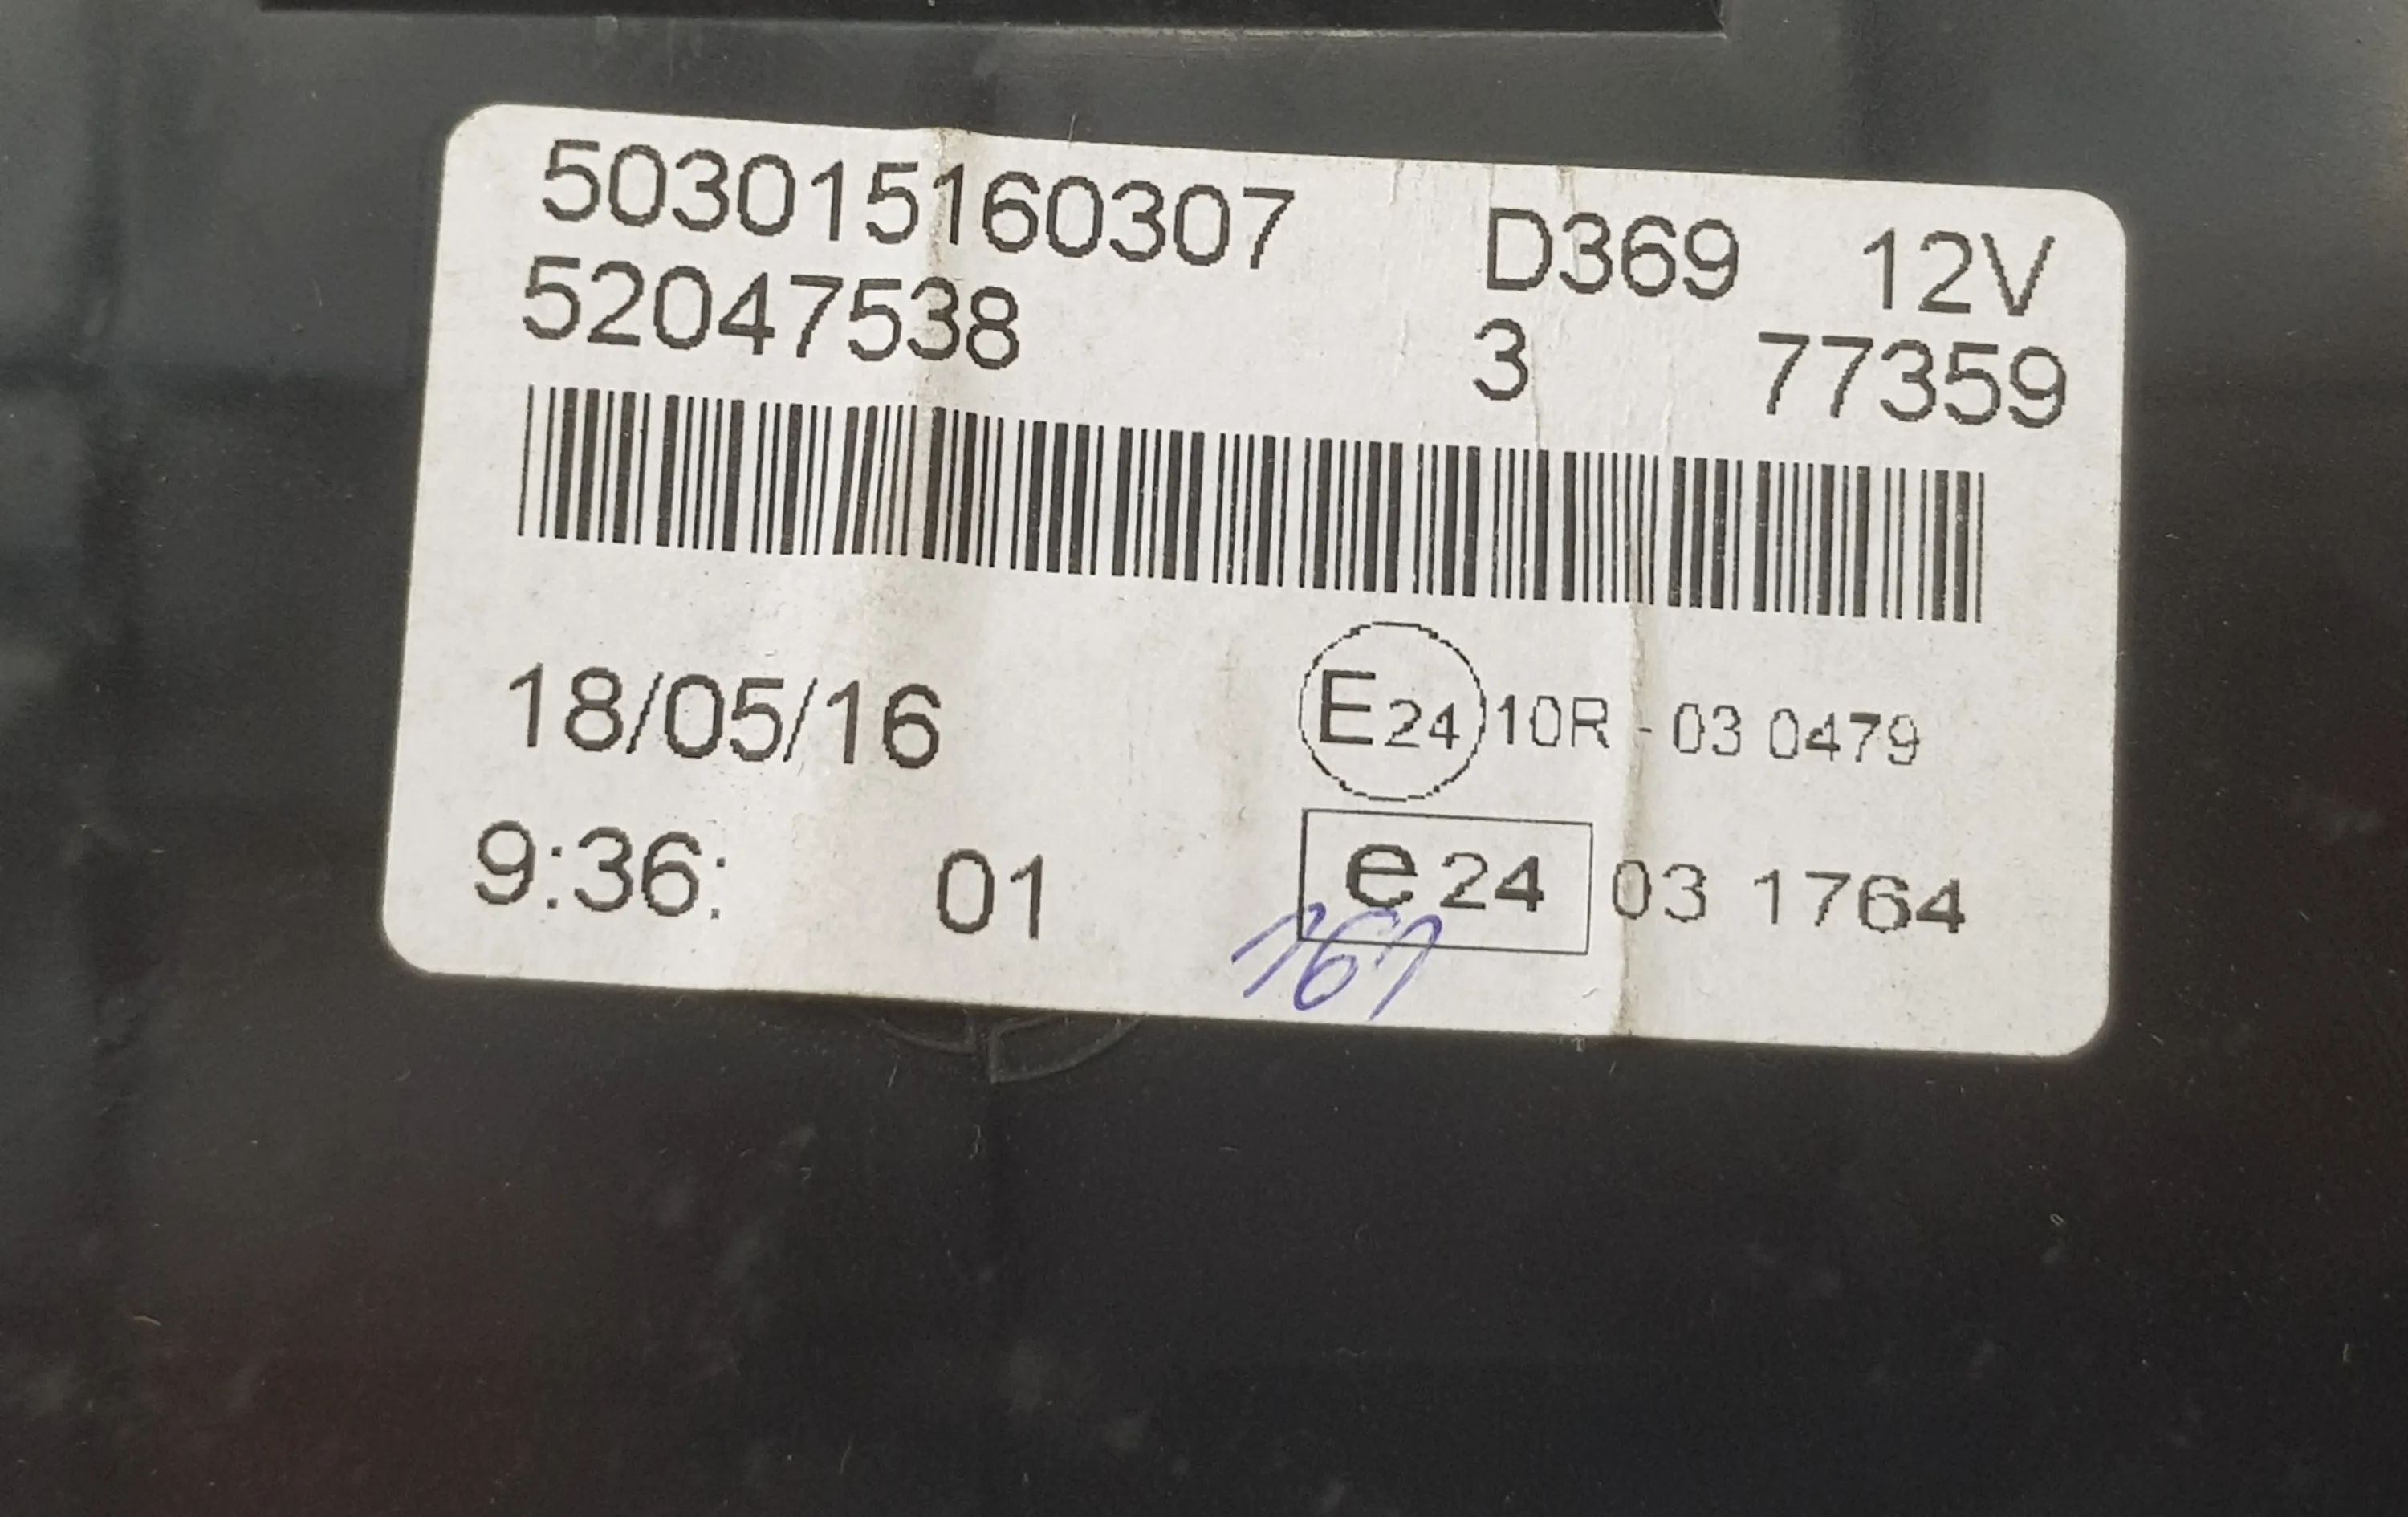 503015160307 D369 12V
52047538 3 77359
18/05/16 E24 10R - 03 0479
9:36: 01 e24 03 1764